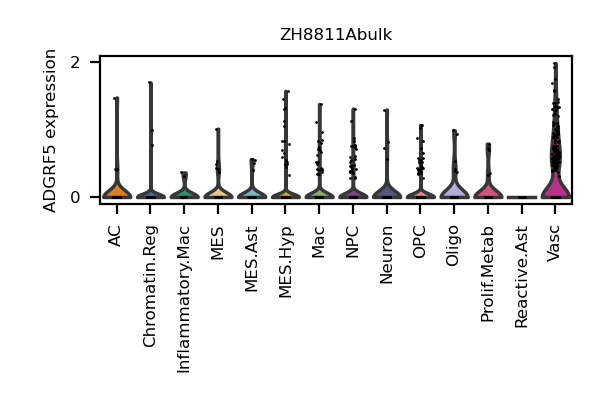 ZH8811Abulk
ADGRF5 expression
2
0
AC
Chromatin.Reg
Inflammatory.Mac
MES
MES.Ast
MES.Hyp
Mac
NPC
Neuron
OPC
Oligo
Prolif.Metab
Reactive.Ast
Vasc